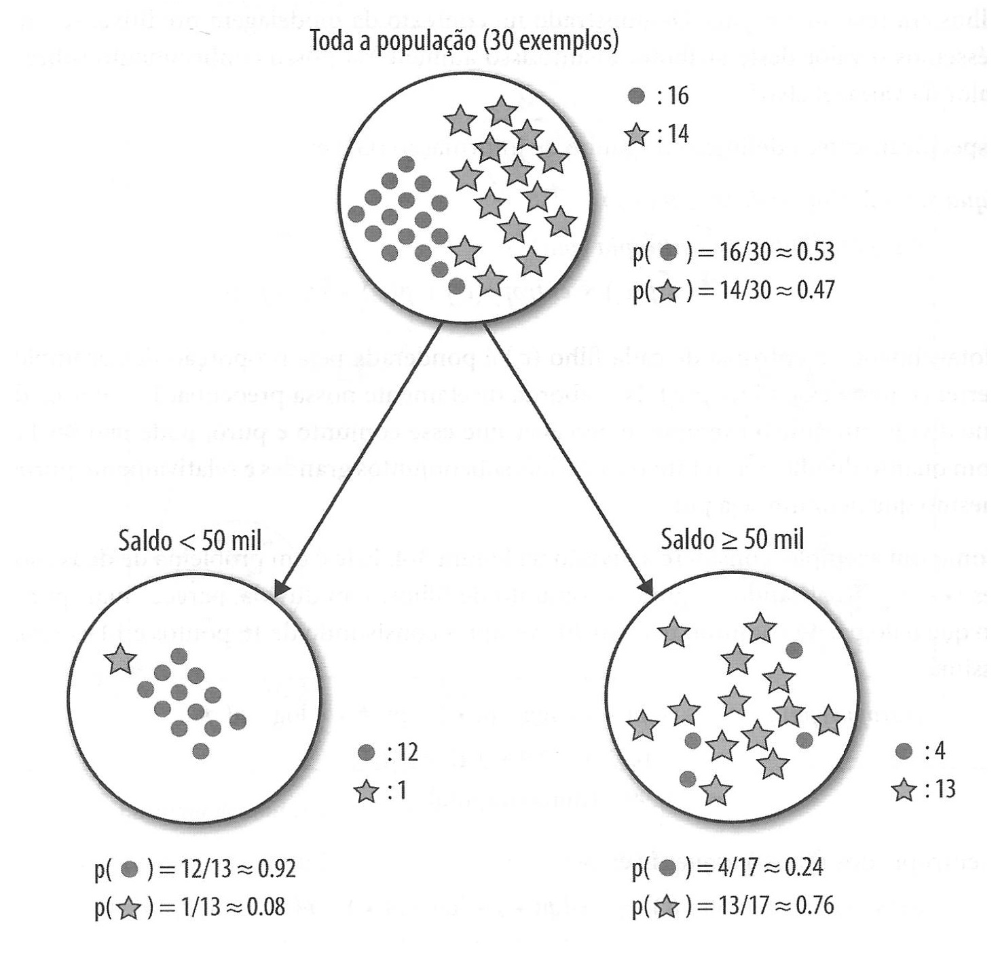 Toda a população (30 exemplos)
: 16
: 14
p( ) = 16/30 ≈ 0.53
p( ) = 14/30 ≈ 0.47
Saldo < 50 mil
Saldo ≥ 50 mil
: 12
: 1
: 4
: 13
p( ) = 12/13 ≈ 0.92
p( ) = 1/13 ≈ 0.08
p( ) = 4/17 ≈ 0.24
p( ) = 13/17 ≈ 0.76